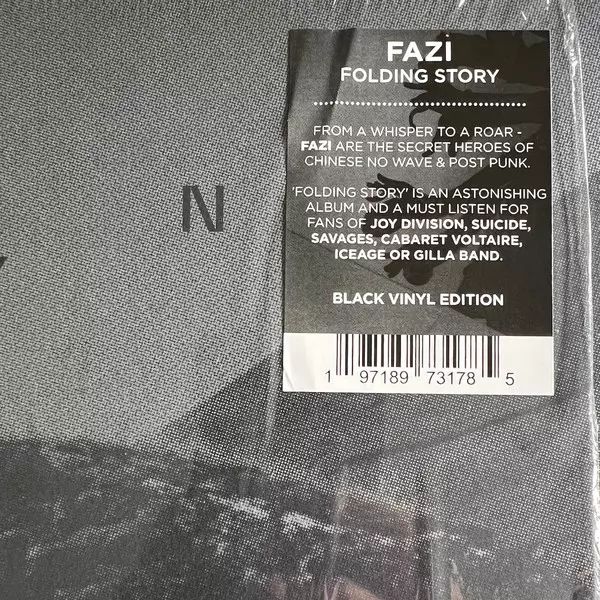 FAZI
FOLDING STORY
FROM A WHISPER TO A ROAR -
FAZI ARE THE SECRET HEROES OF
CHINESE NO WAVE & POST PUNK.
'FOLDING STORY' IS AN ASTONISHING
ALBUM AND A MUST LISTEN FOR
FANS OF JOY DIVISION, SUICIDE,
SAVAGES, CABARET VOLTAIRE,
ICEAGE OR GILLA BAND.
BLACK VINYL EDITION
1 97189 73178 5
N